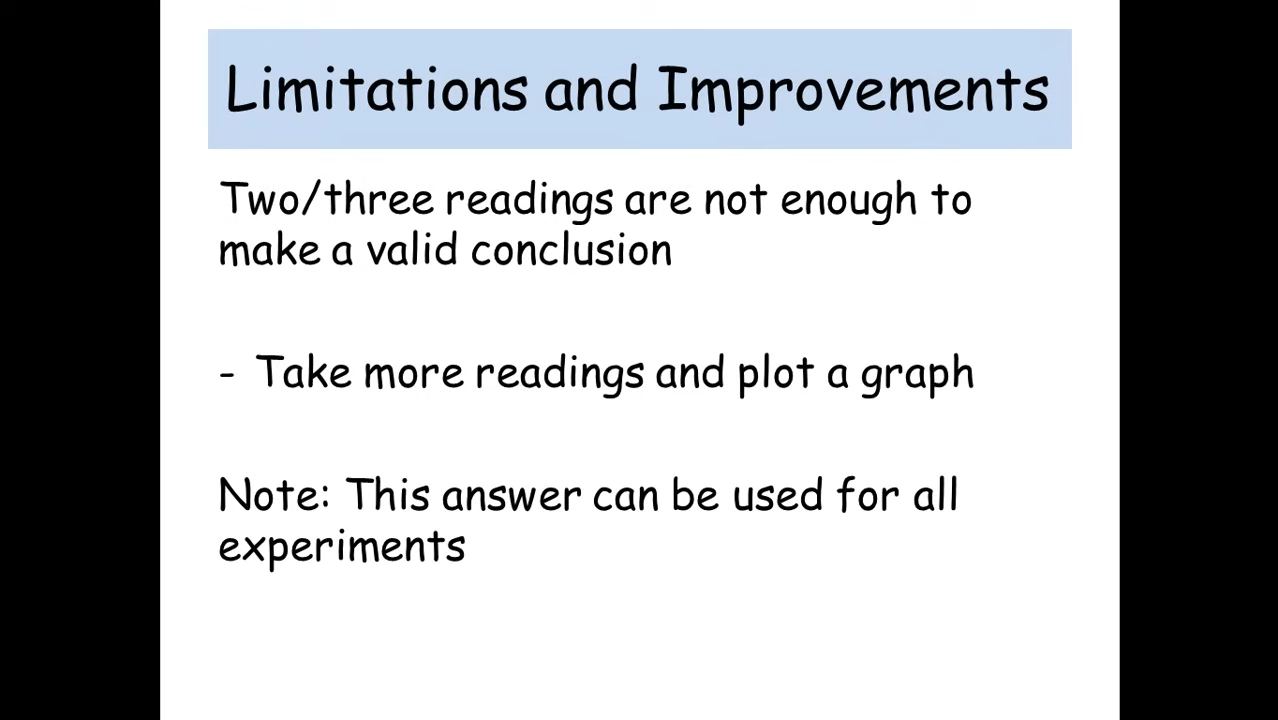 Limitations and Improvements
Two/three readings are not enough to
make a valid conclusion
- Take more readings and plot a graph
Note: This answer can be used for all
experiments